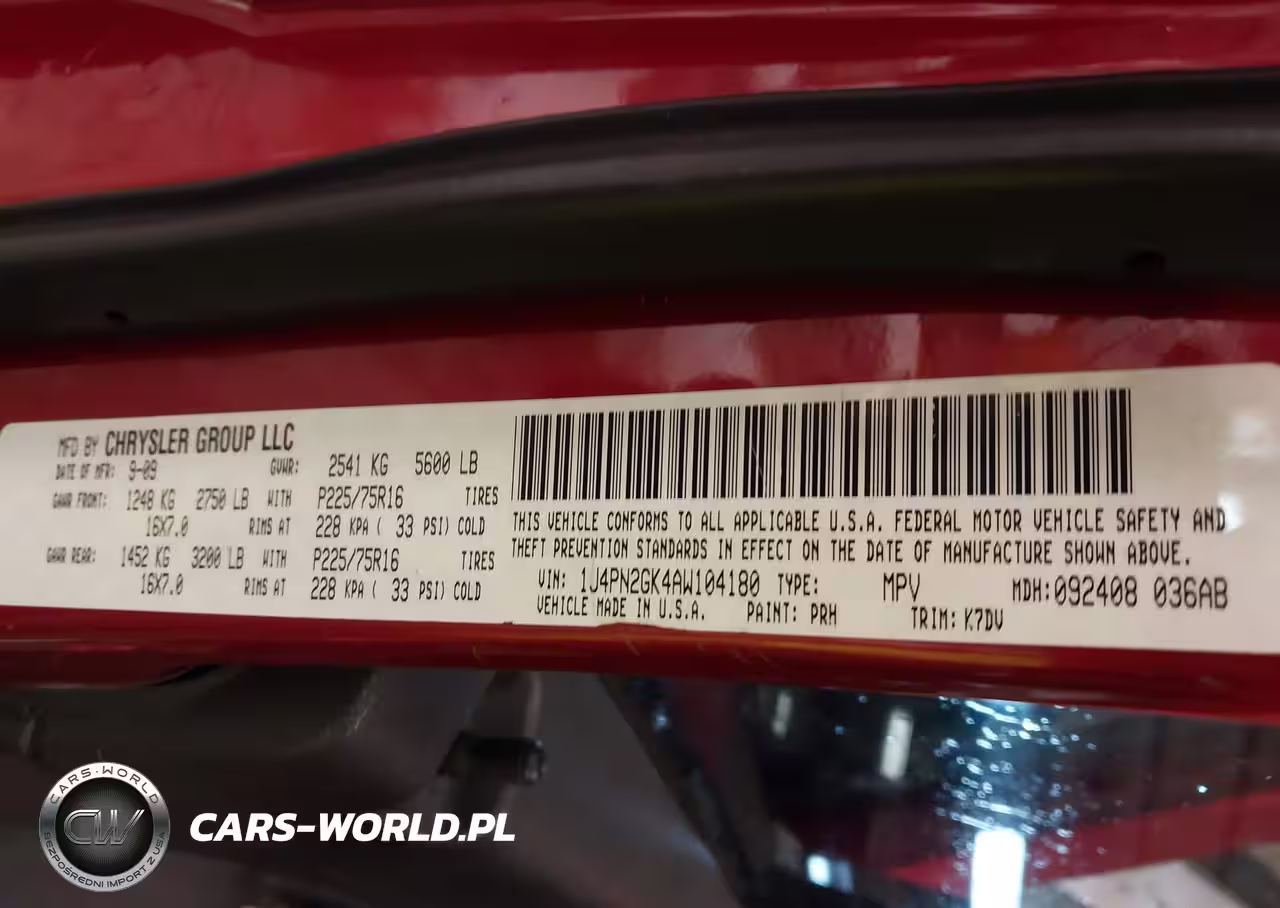 MFD BY CHRYSLER GROUP LLC
DATE OF MFR: 9-09 GVWR: 2541 KG 5600 LB
GAWR FRONT: 1248 KG 2750 LB WITH P225/75R16 TIRES
16X7.0 RIMS AT 228 KPA ( 33 PSI) COLD
GAWR REAR: 1452 KG 3200 LB WITH P225/75R16 TIRES
16X7.0 RIMS AT 228 KPA ( 33 PSI) COLD
THIS VEHICLE CONFORMS TO ALL APPLICABLE U.S.A. FEDERAL MOTOR VEHICLE SAFETY AND
THEFT PREVENTION STANDARDS IN EFFECT ON THE DATE OF MANUFACTURE SHOWN ABOVE.
VIN: 1J4PN2GK4AW104180 TYPE: MPV MDH:092408 036AB
VEHICLE MADE IN U.S.A. PAINT: PRH TRIM: K7DV
CARS-WORLD
CW
BEZPOŚREDNI IMPORT Z USA
CARS-WORLD.PL